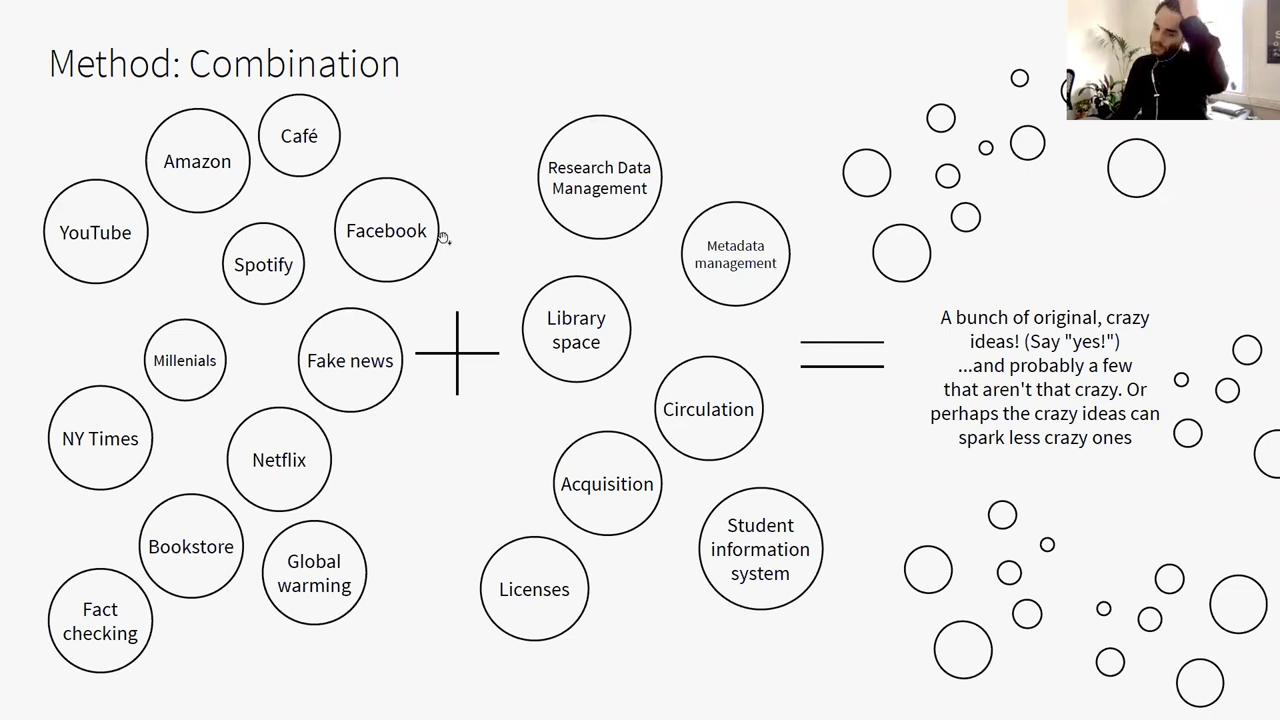 Method: Combination
Café
Amazon
YouTube
Facebook
Spotify
Millenials
Fake news
NY Times
Netflix
Bookstore
Global
warming
Fact
checking
Research Data
Management
Metadata
management
Library
space
Circulation
Acquisition
Student
information
system
Licenses
A bunch of original, crazy
ideas! (Say "yes!")
...and probably a few
that aren't that crazy. Or
perhaps the crazy ideas can
spark less crazy ones